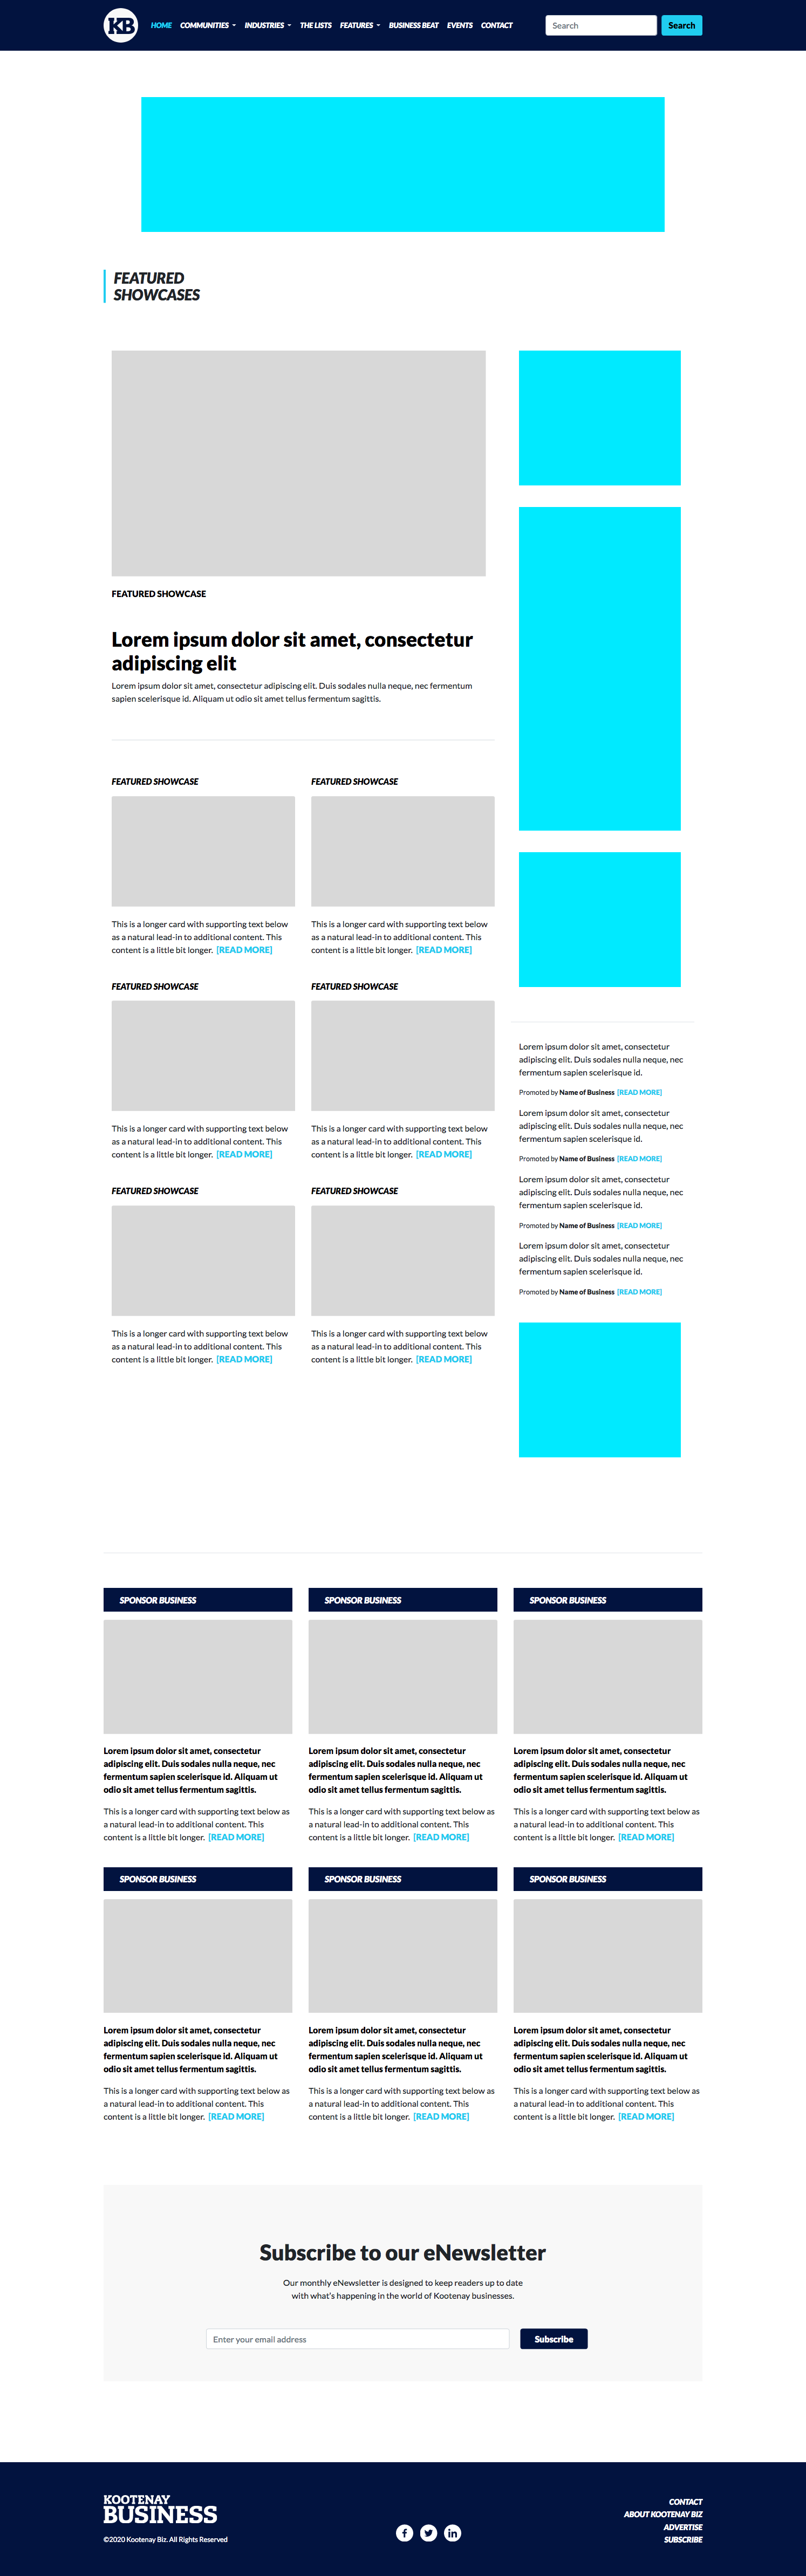 KB
HOME COMMUNITIES INDUSTRIES THE LISTS FEATURES BUSINESS BEAT EVENTS CONTACT
Search Search
FEATURED
SHOWCASES
FEATURED SHOWCASE
Lorem ipsum dolor sit amet, consectetur
adipiscing elit
Lorem ipsum dolor sit amet, consectetur adipiscing elit. Duis sodales nulla neque, nec fermentum
sapien scelerisque id. Aliquam ut odio sit amet tellus fermentum sagittis.
FEATURED SHOWCASE
This is a longer card with supporting text below
as a natural lead-in to additional content. This
content is a little bit longer. [READ MORE]
FEATURED SHOWCASE
This is a longer card with supporting text below
as a natural lead-in to additional content. This
content is a little bit longer. [READ MORE]
FEATURED SHOWCASE
This is a longer card with supporting text below
as a natural lead-in to additional content. This
content is a little bit longer. [READ MORE]
FEATURED SHOWCASE
This is a longer card with supporting text below
as a natural lead-in to additional content. This
content is a little bit longer. [READ MORE]
FEATURED SHOWCASE
This is a longer card with supporting text below
as a natural lead-in to additional content. This
content is a little bit longer. [READ MORE]
FEATURED SHOWCASE
This is a longer card with supporting text below
as a natural lead-in to additional content. This
content is a little bit longer. [READ MORE]
Lorem ipsum dolor sit amet, consectetur
adipiscing elit. Duis sodales nulla neque, nec
fermentum sapien scelerisque id.
Promoted by Name of Business [READ MORE]
Lorem ipsum dolor sit amet, consectetur
adipiscing elit. Duis sodales nulla neque, nec
fermentum sapien scelerisque id.
Promoted by Name of Business [READ MORE]
Lorem ipsum dolor sit amet, consectetur
adipiscing elit. Duis sodales nulla neque, nec
fermentum sapien scelerisque id.
Promoted by Name of Business [READ MORE]
Lorem ipsum dolor sit amet, consectetur
adipiscing elit. Duis sodales nulla neque, nec
fermentum sapien scelerisque id.
Promoted by Name of Business [READ MORE]
SPONSOR BUSINESS
Lorem ipsum dolor sit amet, consectetur
adipiscing elit. Duis sodales nulla neque, nec
fermentum sapien scelerisque id. Aliquam ut
odio sit amet tellus fermentum sagittis.
This is a longer card with supporting text below as
a natural lead-in to additional content. This
content is a little bit longer. [READ MORE]
SPONSOR BUSINESS
Lorem ipsum dolor sit amet, consectetur
adipiscing elit. Duis sodales nulla neque, nec
fermentum sapien scelerisque id. Aliquam ut
odio sit amet tellus fermentum sagittis.
This is a longer card with supporting text below as
a natural lead-in to additional content. This
content is a little bit longer. [READ MORE]
SPONSOR BUSINESS
Lorem ipsum dolor sit amet, consectetur
adipiscing elit. Duis sodales nulla neque, nec
fermentum sapien scelerisque id. Aliquam ut
odio sit amet tellus fermentum sagittis.
This is a longer card with supporting text below as
a natural lead-in to additional content. This
content is a little bit longer. [READ MORE]
SPONSOR BUSINESS
Lorem ipsum dolor sit amet, consectetur
adipiscing elit. Duis sodales nulla neque, nec
fermentum sapien scelerisque id. Aliquam ut
odio sit amet tellus fermentum sagittis.
This is a longer card with supporting text below as
a natural lead-in to additional content. This
content is a little bit longer. [READ MORE]
SPONSOR BUSINESS
Lorem ipsum dolor sit amet, consectetur
adipiscing elit. Duis sodales nulla neque, nec
fermentum sapien scelerisque id. Aliquam ut
odio sit amet tellus fermentum sagittis.
This is a longer card with supporting text below as
a natural lead-in to additional content. This
content is a little bit longer. [READ MORE]
SPONSOR BUSINESS
Lorem ipsum dolor sit amet, consectetur
adipiscing elit. Duis sodales nulla neque, nec
fermentum sapien scelerisque id. Aliquam ut
odio sit amet tellus fermentum sagittis.
This is a longer card with supporting text below as
a natural lead-in to additional content. This
content is a little bit longer. [READ MORE]
Subscribe to our eNewsletter
Our monthly eNewsletter is designed to keep readers up to date
with what's happening in the world of Kootenay businesses.
Enter your email address Subscribe
KOOTENAY
BUSINESS
©2020 Kootenay Biz. All Rights Reserved
CONTACT
ABOUT KOOTENAY BIZ
ADVERTISE
SUBSCRIBE